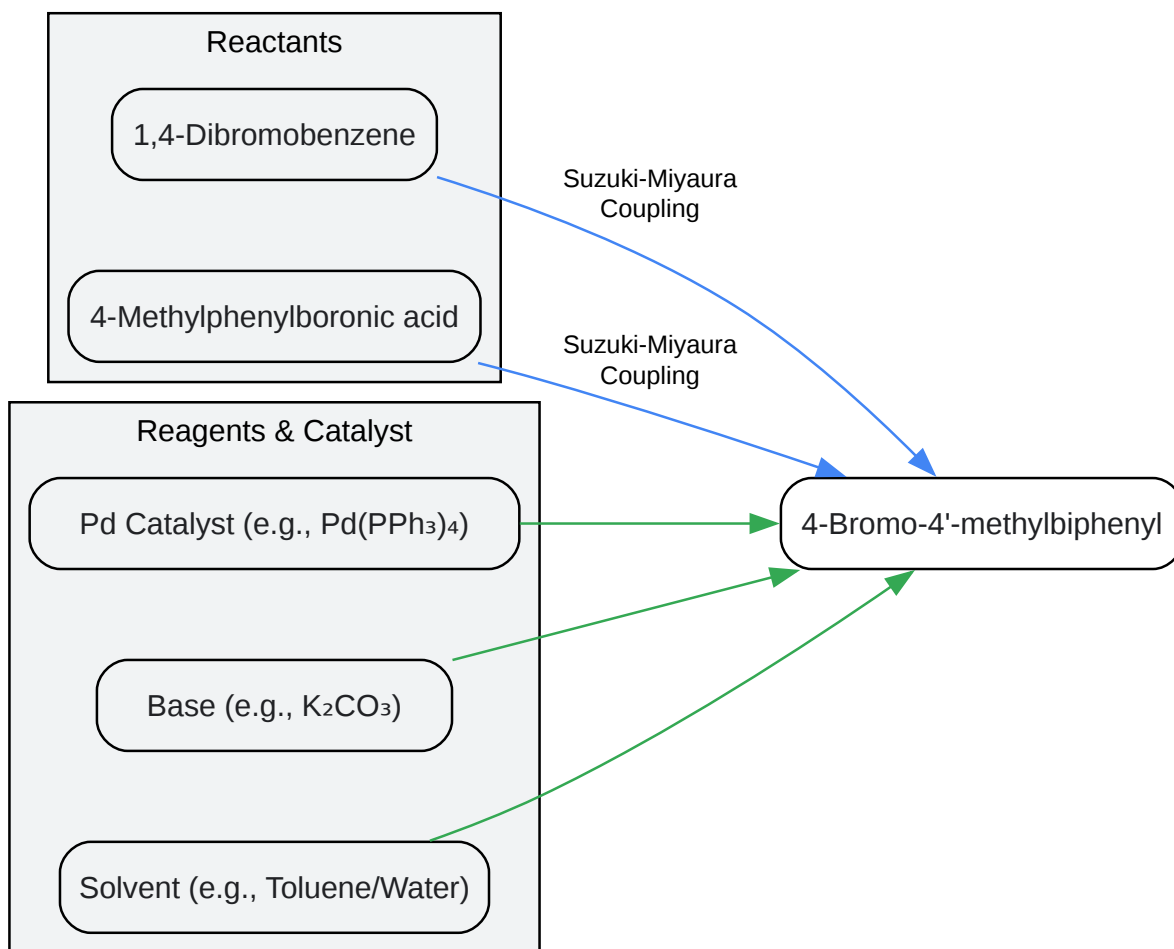 Reactants
1,4-Dibromobenzene
Suzuki-Miyaura
Coupling
4-Methylphenylboronic acid
Suzuki-Miyaura
Coupling
Reagents & Catalyst
Pd Catalyst (e.g., Pd(PPh₃)₄)
4-Bromo-4'-methylbiphenyl
Base (e.g., K₂CO₃)
Solvent (e.g., Toluene/Water)